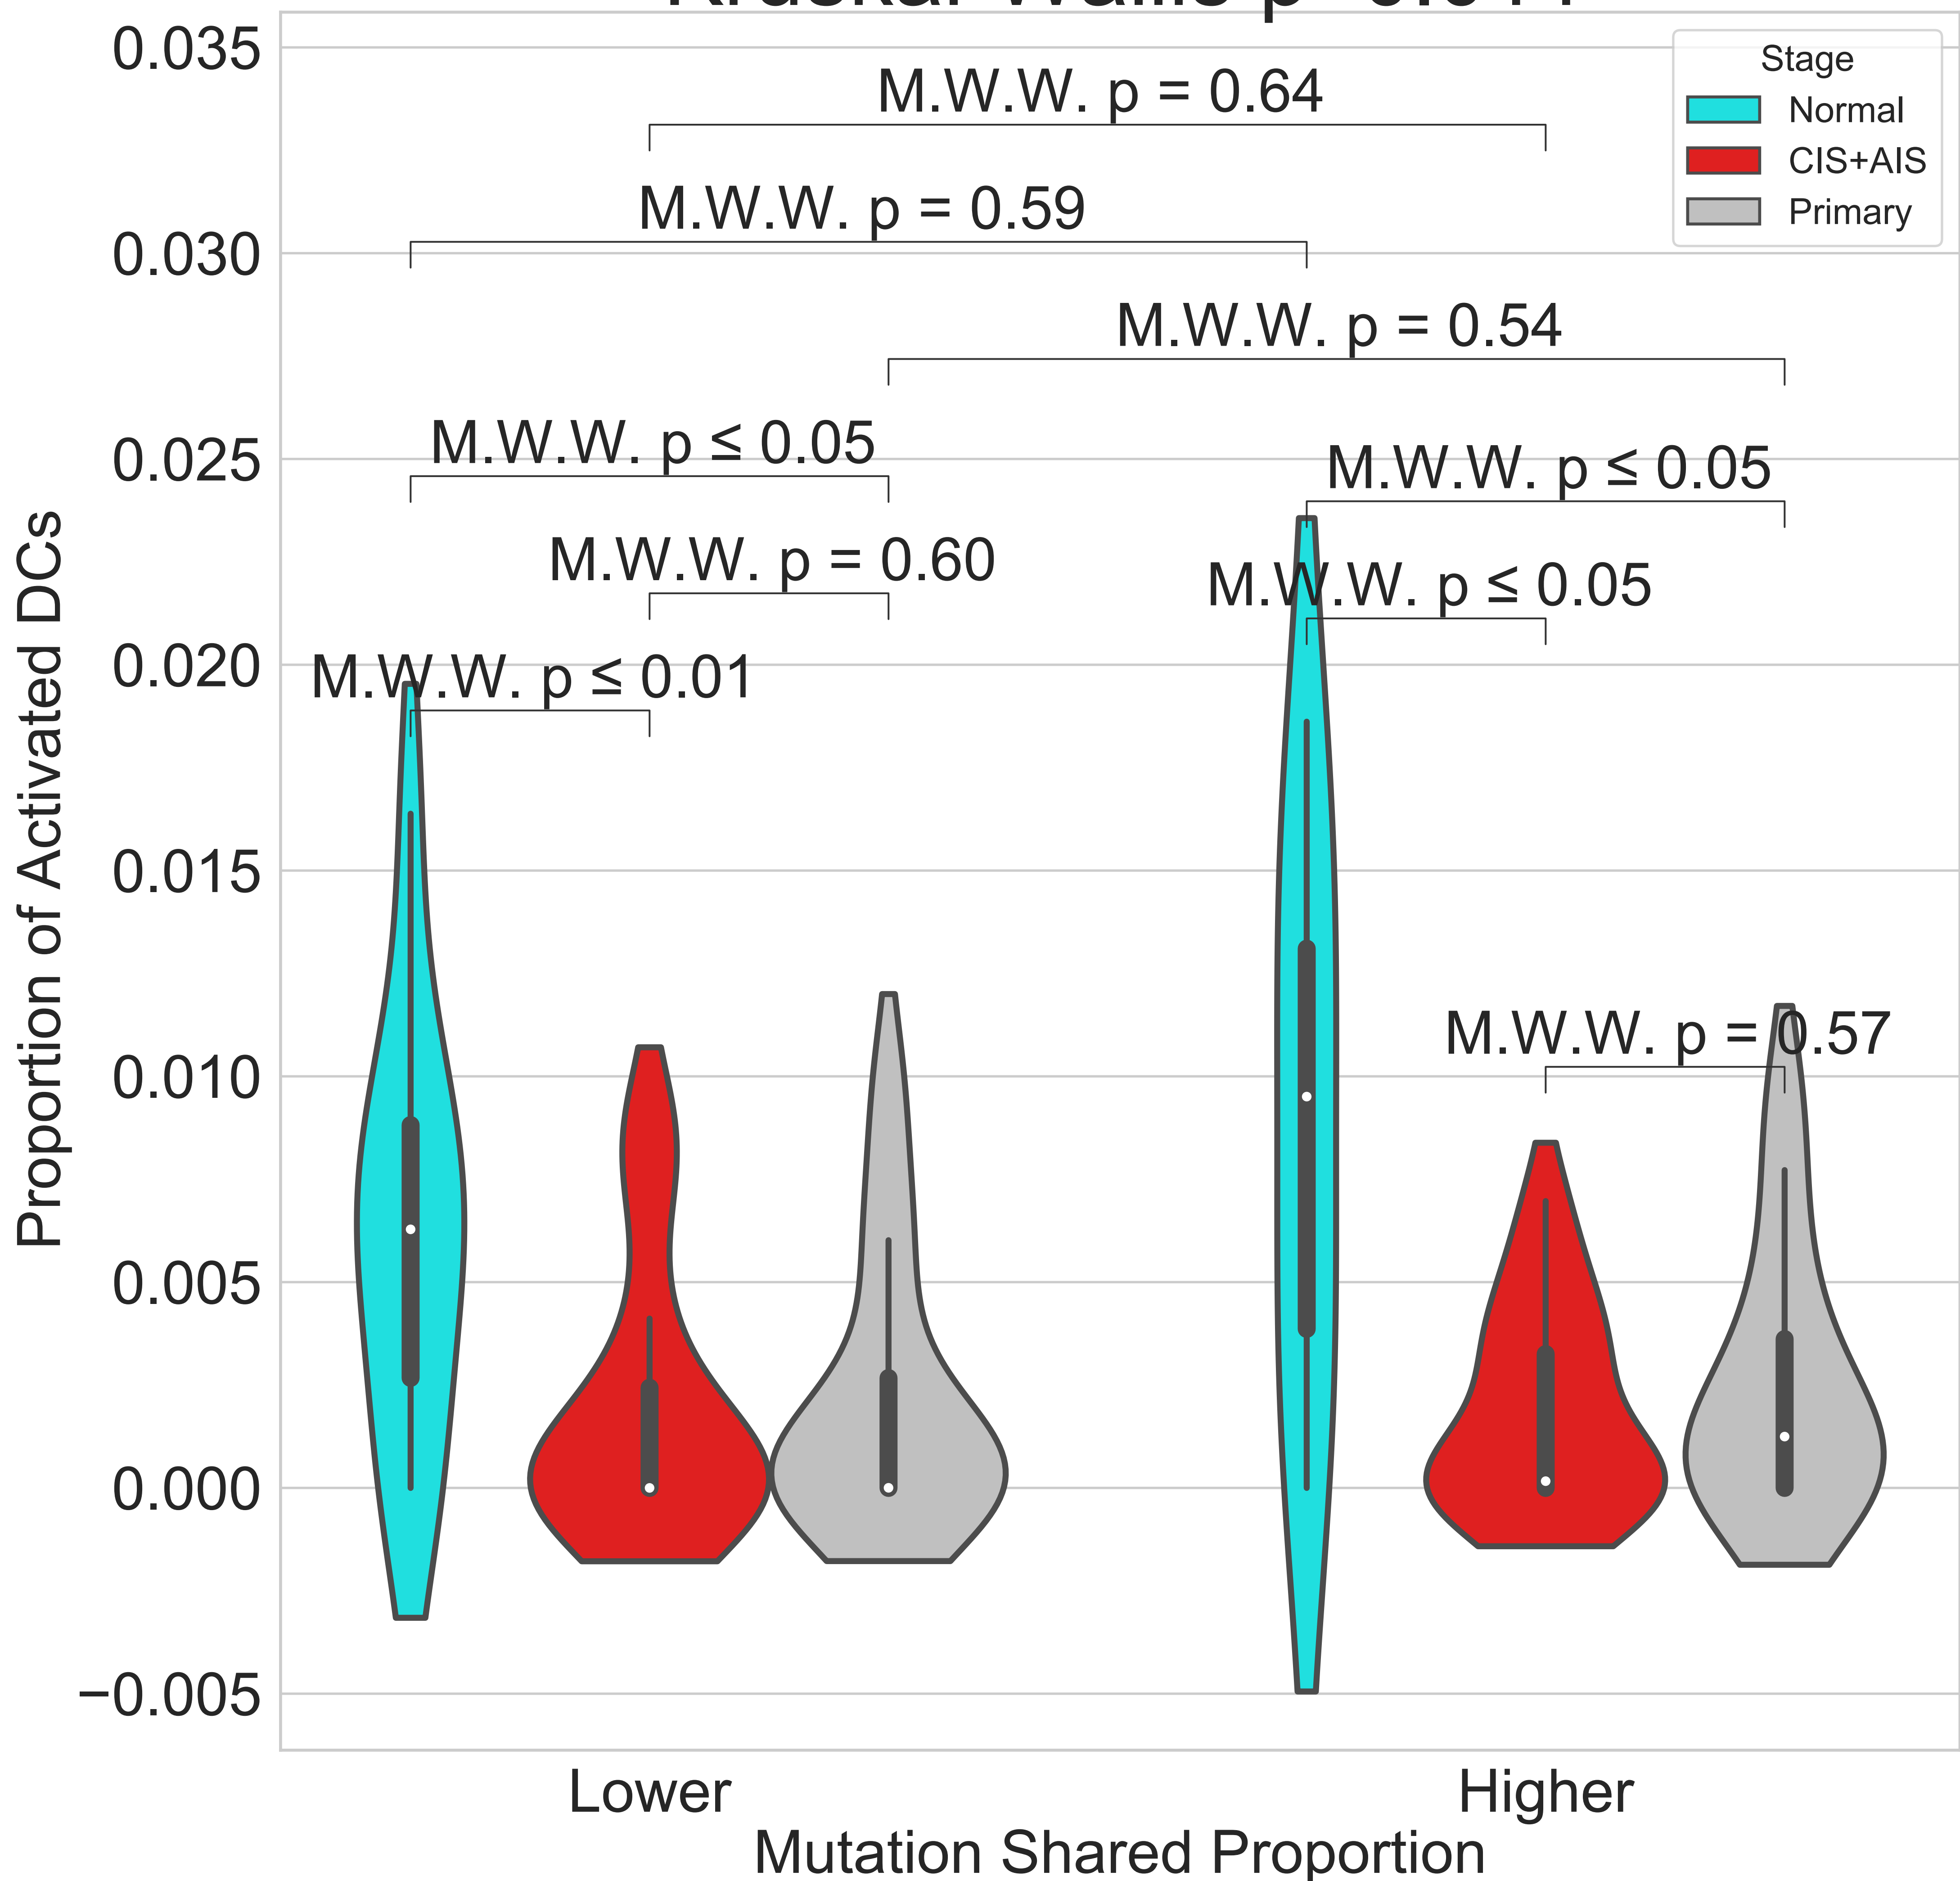 0.035
0.030
0.025
0.020
0.015
0.010
0.005
0.000
−0.005
Proportion of Activated DCs
Stage
Normal
CIS+AIS
Primary
M.W.W. p = 0.64
M.W.W. p = 0.59
M.W.W. p = 0.54
M.W.W. p ≤ 0.05
M.W.W. p ≤ 0.05
M.W.W. p = 0.60
M.W.W. p ≤ 0.05
M.W.W. p ≤ 0.01
M.W.W. p = 0.57
Lower
Higher
Mutation Shared Proportion